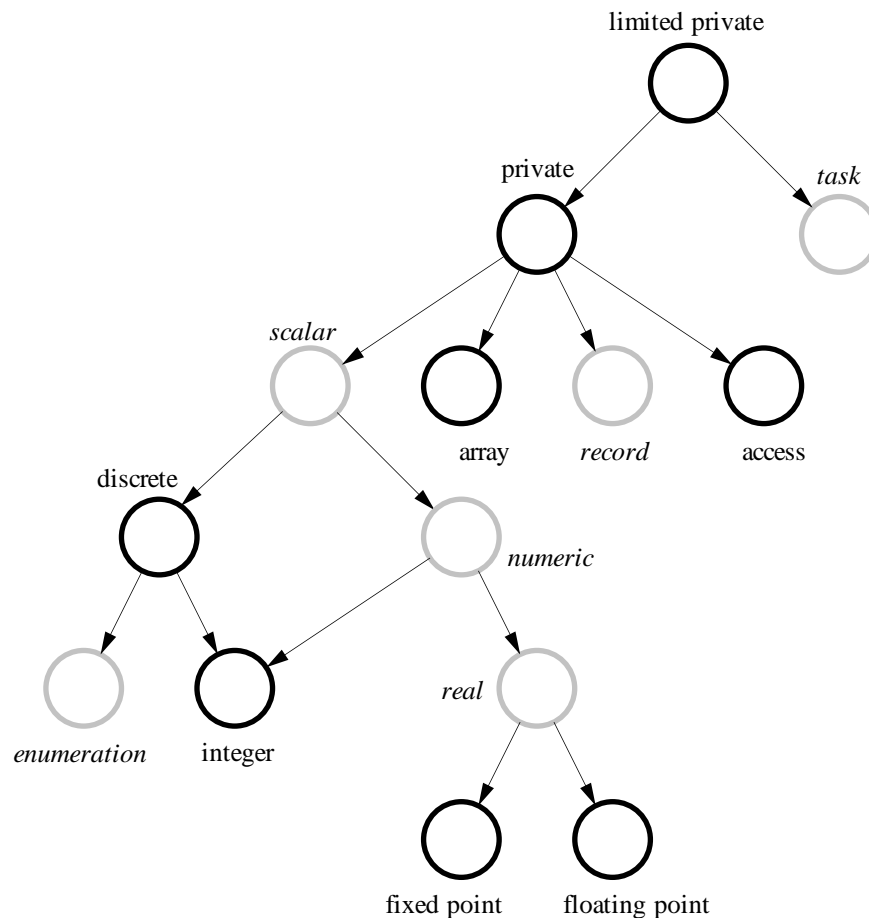 limited private
private
task
scalar
array
record
access
discrete
numeric
real
enumeration
integer
fixed point
floating point